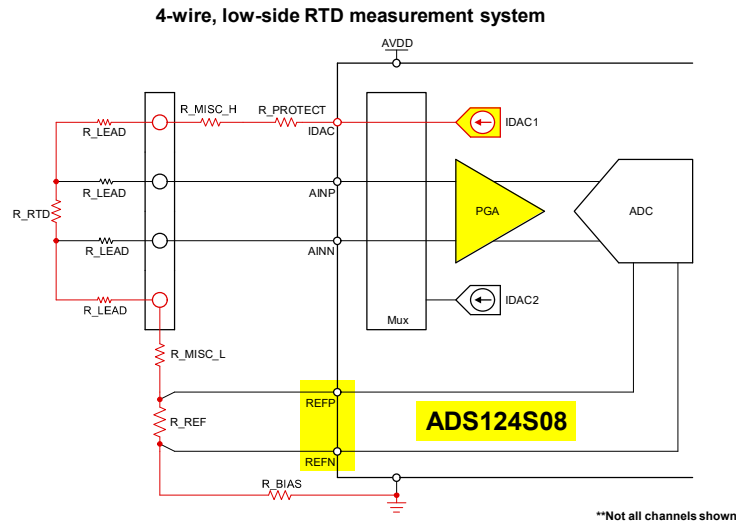 4-wire, low-side RTD measurement system
AVDD
R_MISC_H
R_PROTECT
IDAC
IDAC1
R_LEAD
R_LEAD
AINP
R_RTD
PGA
ADC
R_LEAD
AINN
R_LEAD
IDAC2
Mux
R_MISC_L
REFP
R_REF
ADS124S08
REFN
R_BIAS
**Not all channels shown